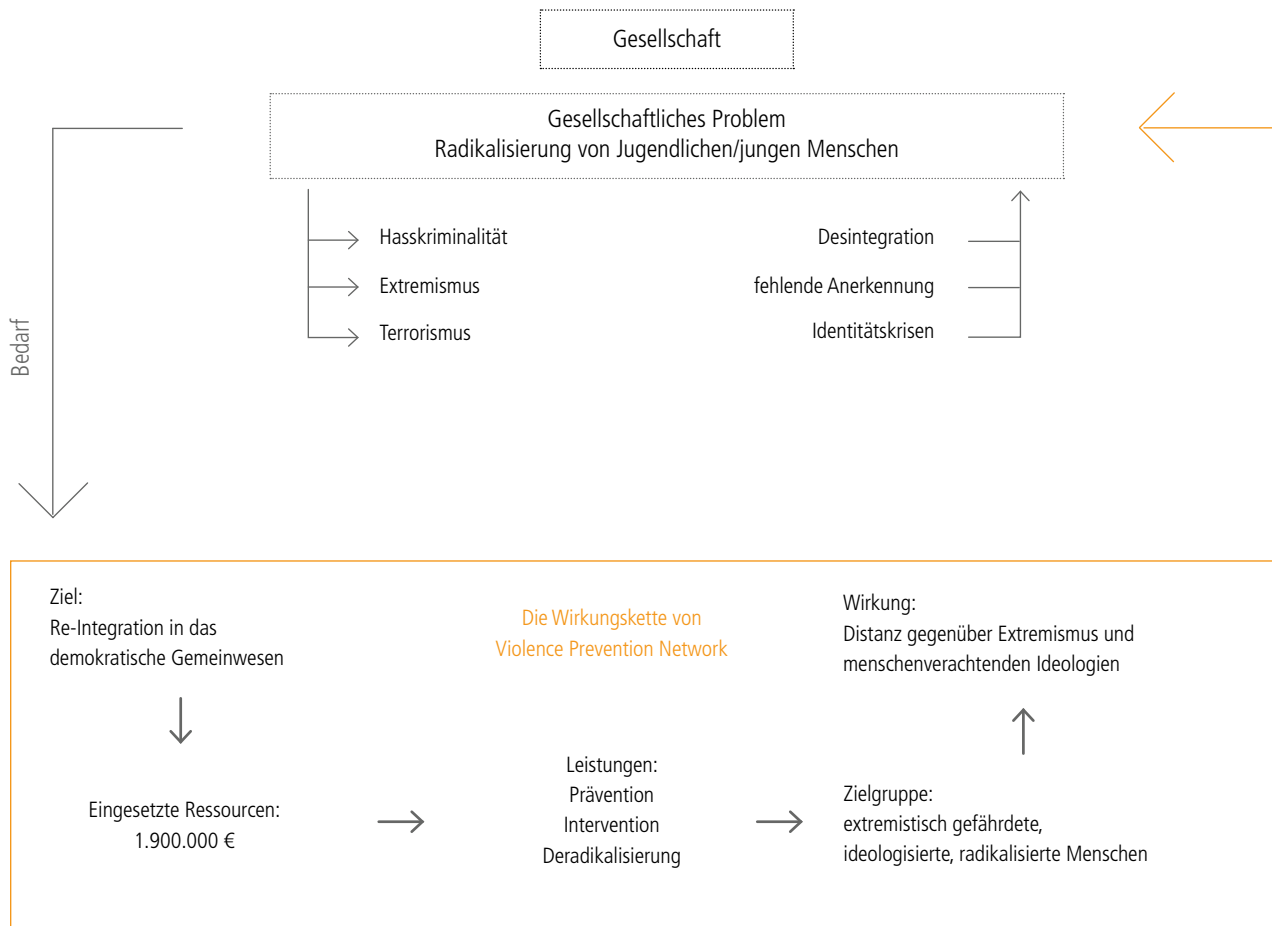 Gesellschaft
Gesellschaftliches Problem
Radikalisierung von Jugendlichen/jungen Menschen
Hasskriminalität
Extremismus
Terrorismus
Desintegration
fehlende Anerkennung
Identitätskrisen
Bedarf
Ziel:
Re-Integration in das
demokratische Gemeinwesen
Die Wirkungskette von
Violence Prevention Network
Wirkung:
Distanz gegenüber Extremismus und
menschenverachtenden Ideologien
Eingesetzte Ressourcen:
1.900.000 €
Leistungen:
Prävention
Intervention
Deradikalisierung
Zielgruppe:
extremistisch gefährdete,
ideologisierte, radikalisierte Menschen